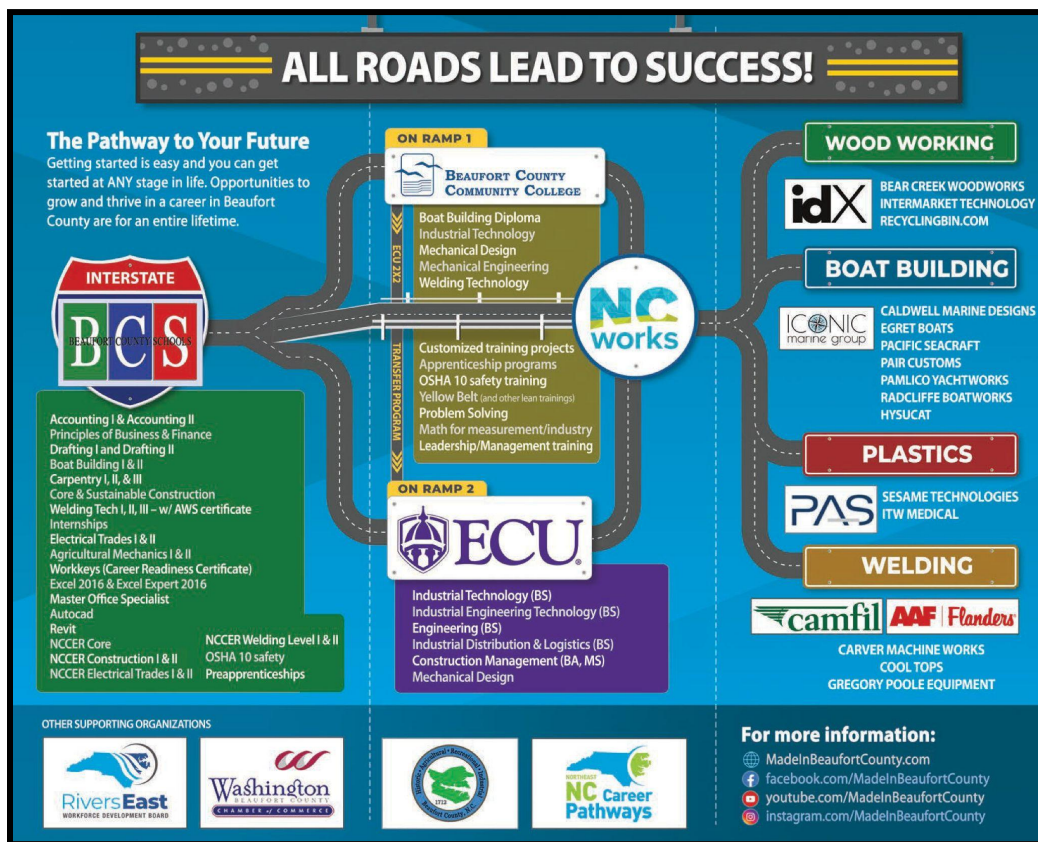 ALL ROADS LEAD TO SUCCESS!
The Pathway to Your Future
Getting started is easy and you can get
started at ANY stage in life. Opportunities to
grow and thrive in a career in Beaufort
County are for an entire lifetime.
INTERSTATE
BCS
BEAUFORT COUNTY SCHOOLS
Accounting I & Accounting II
Principles of Business & Finance
Drafting I and Drafting II
Boat Building I & II
Carpentry I, II, & III
Core & Sustainable Construction
Welding Tech I, II, III – w/ AWS certificate
Internships
Electrical Trades I & II
Agricultural Mechanics I & II
Workkeys (Career Readiness Certificate)
Excel 2016 & Excel Expert 2016
Master Office Specialist
Autocad
Revit
NCCER Core
NCCER Construction I & II
NCCER Electrical Trades I & II
NCCER Welding Level I & II
OSHA 10 safety
Preapprenticeships
ON RAMP 1
BEAUFORT COUNTY
COMMUNITY COLLEGE
Boat Building Diploma
Industrial Technology
Mechanical Design
Mechanical Engineering
Welding Technology
ECU 2X2
TRANSFER PROGRAM
Customized training projects
Apprenticeship programs
OSHA 10 safety training
Yellow Belt (and other lean trainings)
Problem Solving
Math for measurement/industry
Leadership/Management training
ON RAMP 2
ECU®
Industrial Technology (BS)
Industrial Engineering Technology (BS)
Engineering (BS)
Industrial Distribution & Logistics (BS)
Construction Management (BA, MS)
Mechanical Design
NC
works
WOOD WORKING
idX
BEAR CREEK WOODWORKS
INTERMARKET TECHNOLOGY
RECYCLINGBIN.COM
BOAT BUILDING
ICONIC
marine group
CALDWELL MARINE DESIGNS
EGRET BOATS
PACIFIC SEACRAFT
PAIR CUSTOMS
PAMLICO YACHTWORKS
RADCLIFFE BOATWORKS
HYSUCAT
PLASTICS
PAS
SESAME TECHNOLOGIES
ITW MEDICAL
WELDING
camfil
AAF Flanders
CARVER MACHINE WORKS
COOL TOPS
GREGORY POOLE EQUIPMENT
OTHER SUPPORTING ORGANIZATIONS
RiversEast
WORKFORCE DEVELOPMENT BOARD
Washington
BEAUFORT COUNTY
CHAMBER of COMMERCE
Beaufort County, N.C.
1712
NORTHEAST
NC Career
Pathways
For more information:
MadeInBeaufortCounty.com
facebook.com/MadeInBeaufortCounty
youtube.com/MadeInBeaufortCounty
instagram.com/MadeInBeaufortCounty